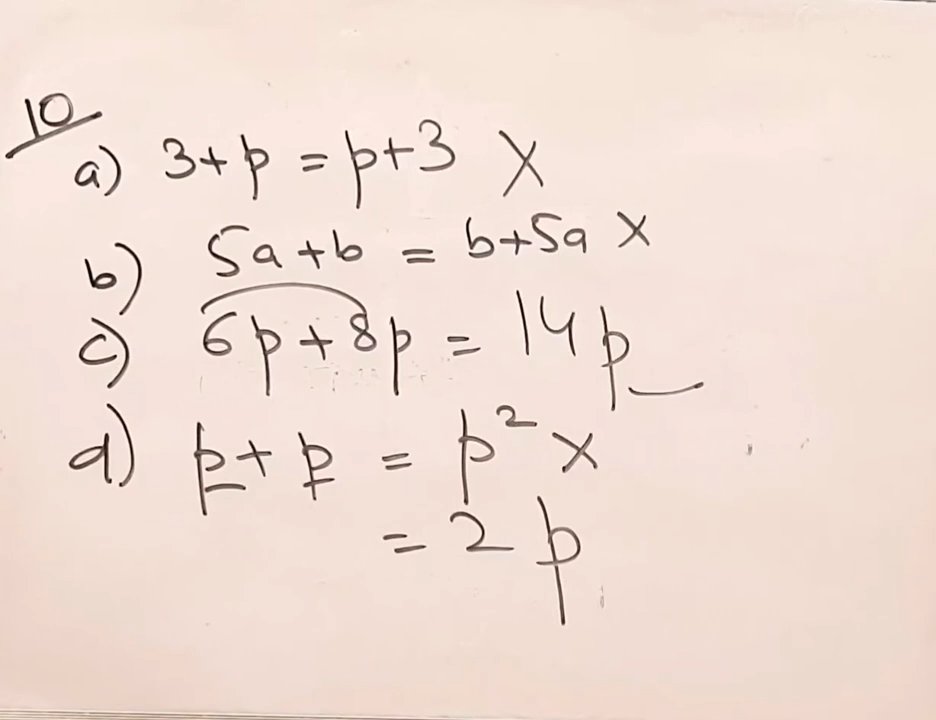 10
a) 3+p = p+3 X
b) 5a+b = b+5a X
c) 6p+8p = 14p
d) p+p = p² X
= 2p